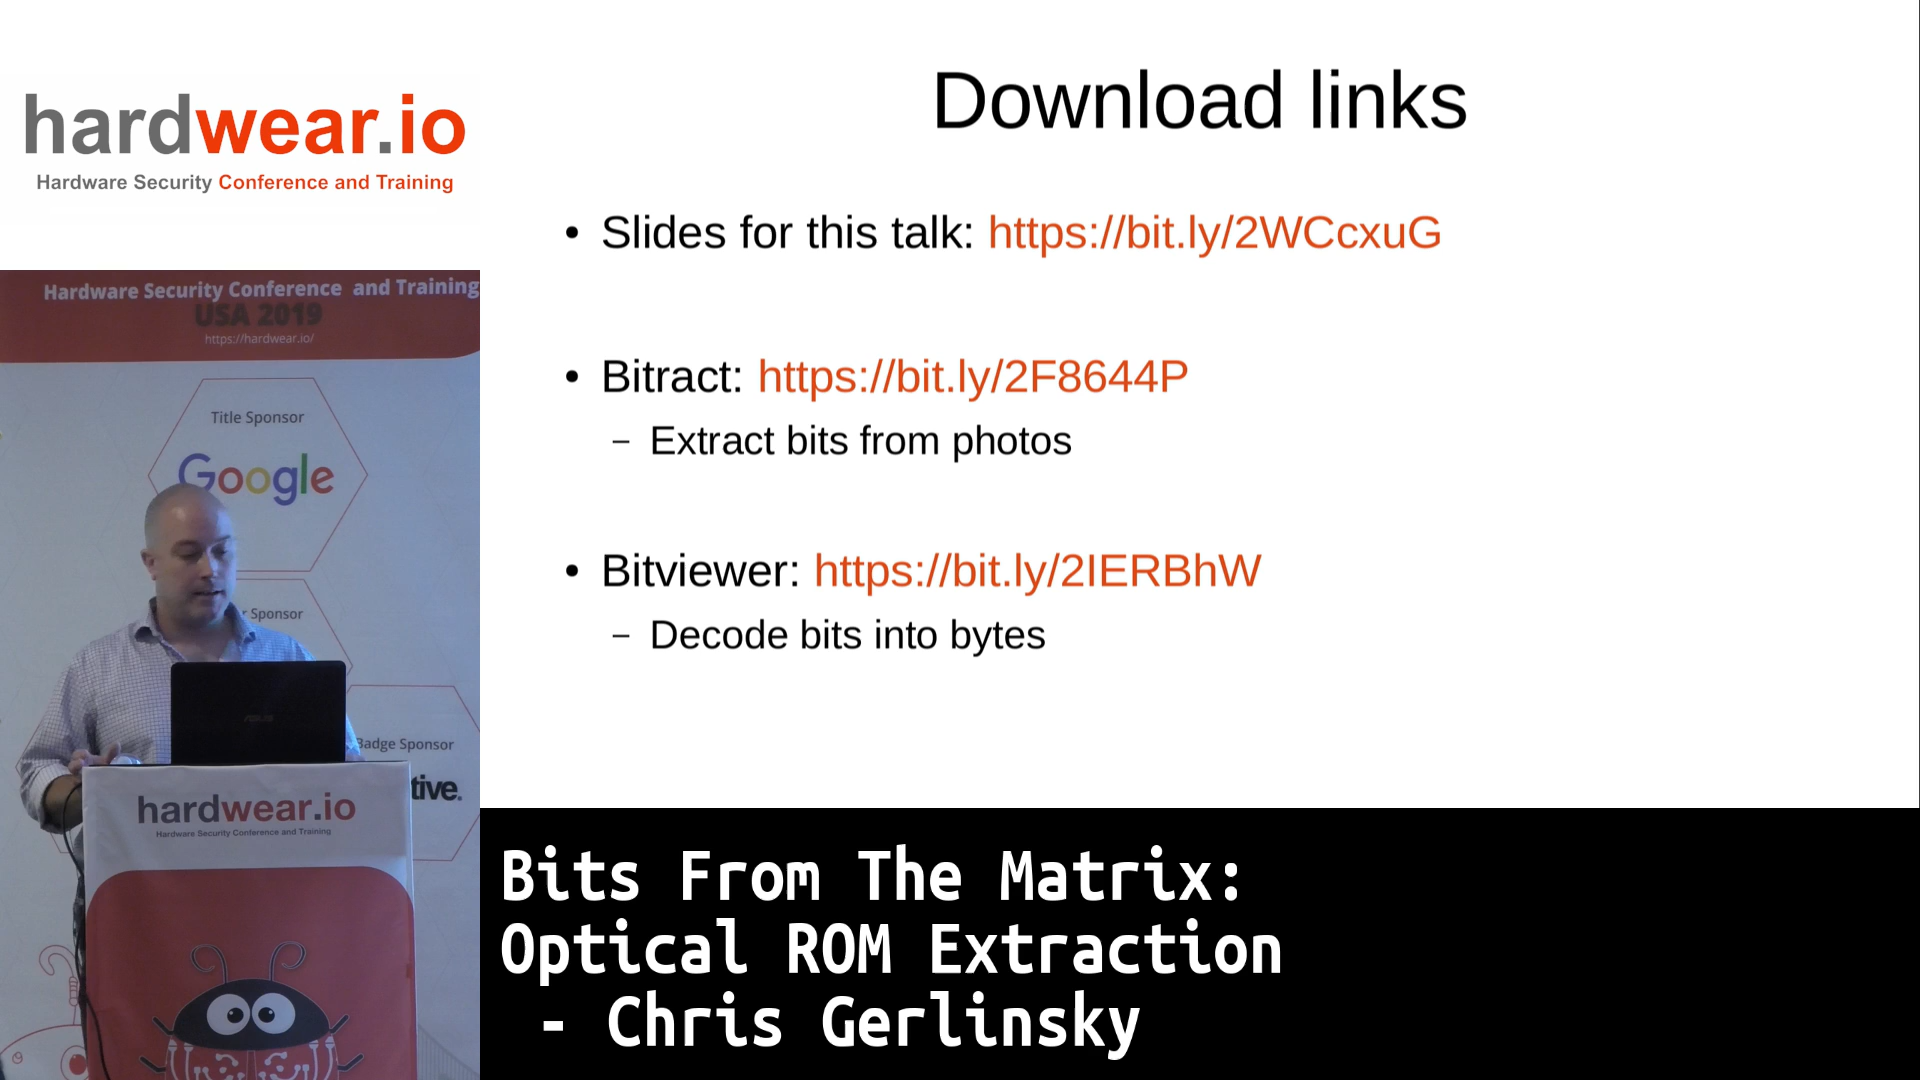 hardwear.io
Hardware Security Conference and Training
Download links
• Slides for this talk: https://bit.ly/2WCcxuG
• Bitract: https://bit.ly/2F8644P
– Extract bits from photos
• Bitviewer: https://bit.ly/2IERBhW
– Decode bits into bytes
Hardware Security Conference and Training
USA 2019
https://hardwear.io/
Title Sponsor
Google
Sponsor
Badge Sponsor
tive.
ASUS
hardwear.io
Hardware Security Conference and Training
Bits From The Matrix:
Optical ROM Extraction
- Chris Gerlinsky